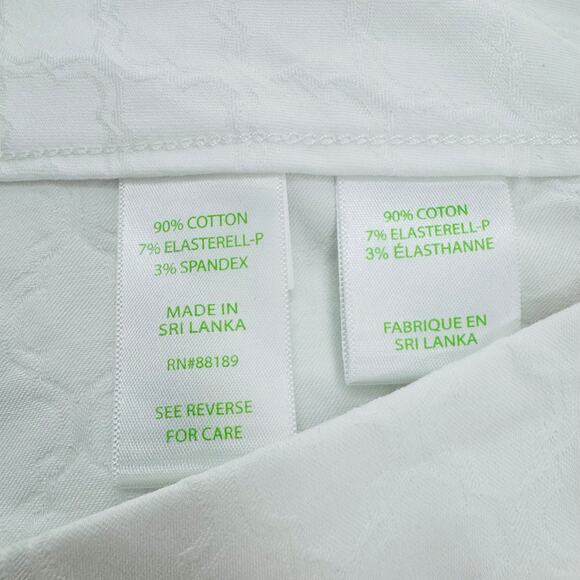 90% COTTON
7% ELASTERELL-P
3% SPANDEX
MADE IN
SRI LANKA
RN#88189
SEE REVERSE
FOR CARE
90% COTON
7% ELASTERELL-P
3% ÉLASTHANNE
FABRIQUE EN
SRI LANKA